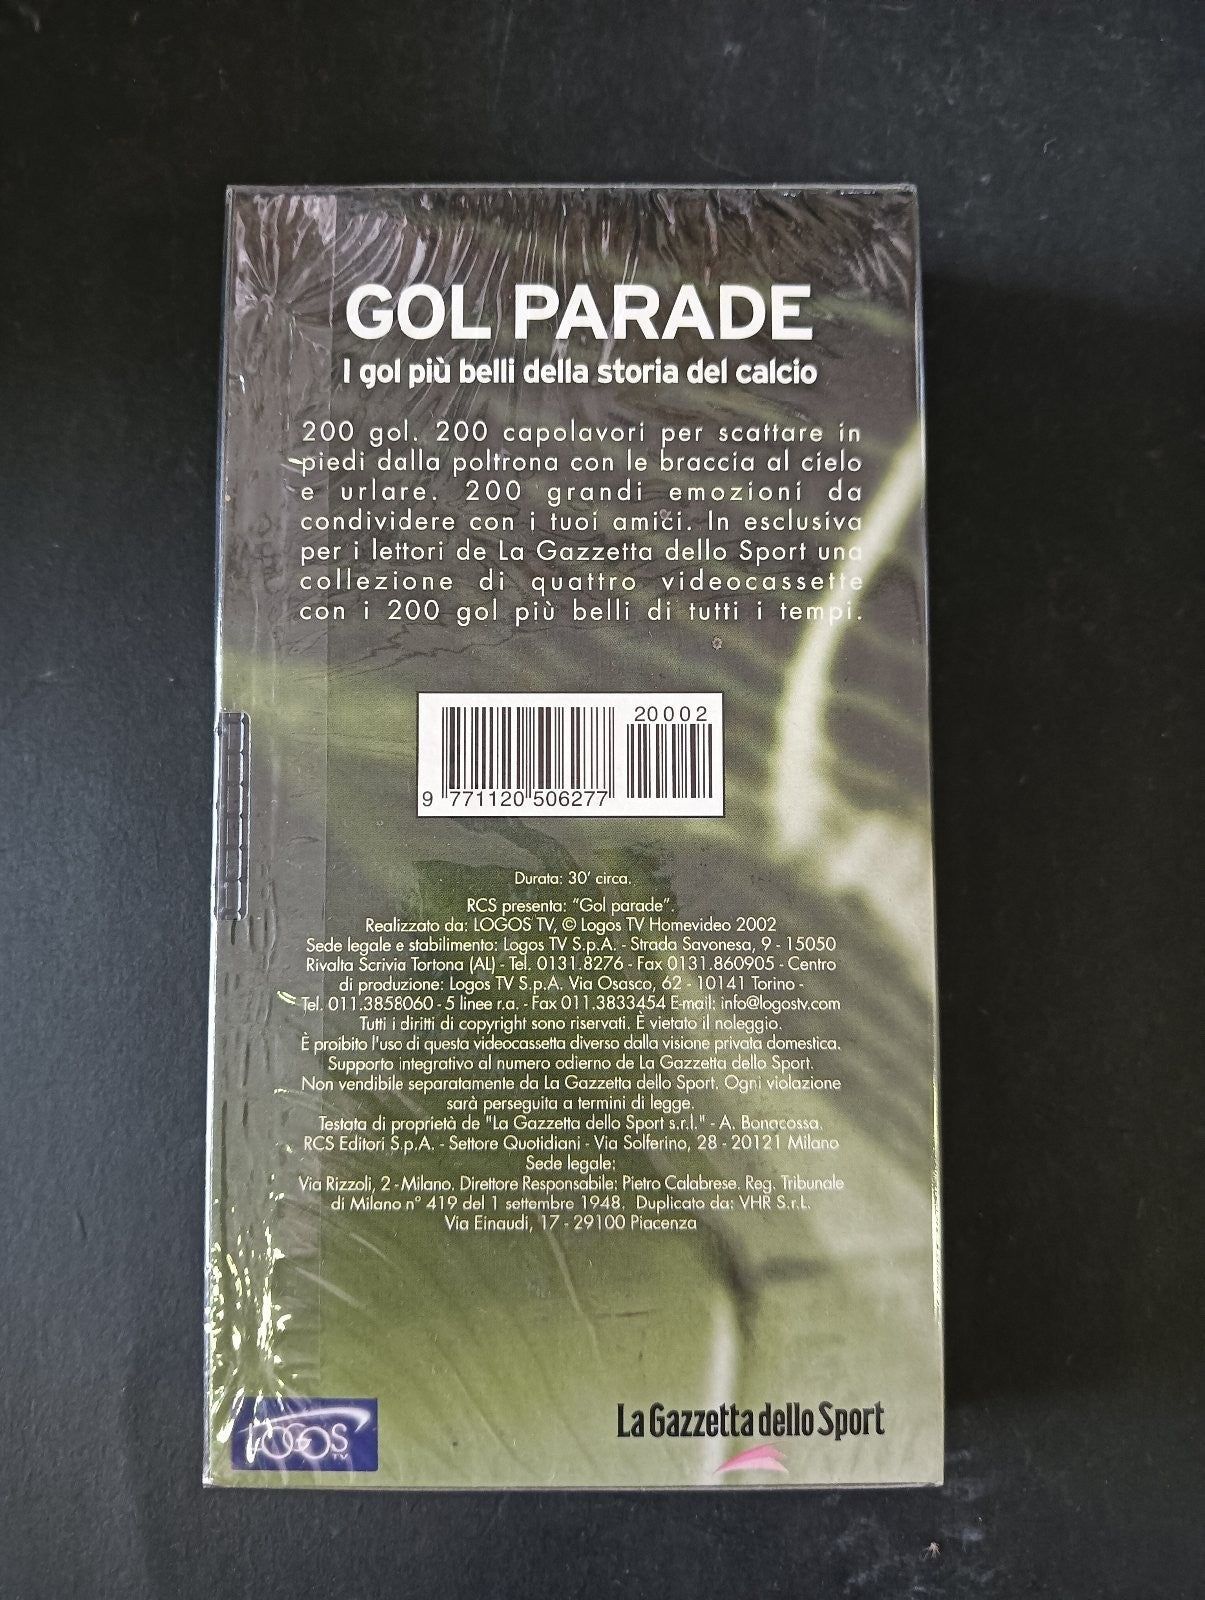 GOL PARADE
I gol più belli della storia del calcio
200 gol. 200 capolavori per scattare in
piedi dalla poltrona con le braccia al cielo
e urlare. 200 grandi emozioni da
condividere con i tuoi amici. In esclusiva
per i lettori de La Gazzetta dello Sport una
collezione di quattro videocassette
con i 200 gol più belli di tutti i tempi.
20002
9 771120 506277
Durata: 30' circa.
RCS presenta: "Gol parade".
Realizzato da: LOGOS TV, © Logos TV Homevideo 2002
Sede legale e stabilimento: Logos TV S.p.A. - Strada Savonesa, 9 - 15050
Rivalta Scrivia Tortona (AL) - Tel. 0131.8276 - Fax 0131.860905 - Centro
di produzione: Logos TV S.p.A. Via Osasco, 62 - 10141 Torino -
Tel. 011.3858060 - 5 linee r.a. - Fax 011.3833454 E-mail: info@logostv.com
Tutti i diritti di copyright sono riservati. È vietato il noleggio.
È proibito l'uso di questa videocassetta diverso dalla visione privata domestica.
Supporto integrativo al numero odierno de La Gazzetta dello Sport.
Non vendibile separatamente da La Gazzetta dello Sport. Ogni violazione
sarà perseguita a termini di legge.
Testata di proprietà de "La Gazzetta dello Sport s.r.l." - A. Bonacossa.
RCS Editori S.p.A. - Settore Quotidiani - Via Solferino, 28 - 20121 Milano
Sede legale:
Via Rizzoli, 2 - Milano. Direttore Responsabile: Pietro Calabrese. Reg. Tribunale
di Milano n° 419 del 1 settembre 1948. Duplicato da: VHR S.r.L.
Via Einaudi, 17 - 29100 Piacenza
LOGOS TV
La Gazzetta dello Sport